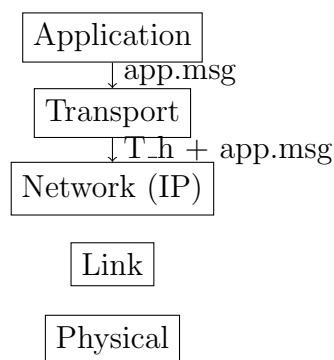 Application
app.msg
Transport
T_h + app.msg
Network (IP)
Link
Physical